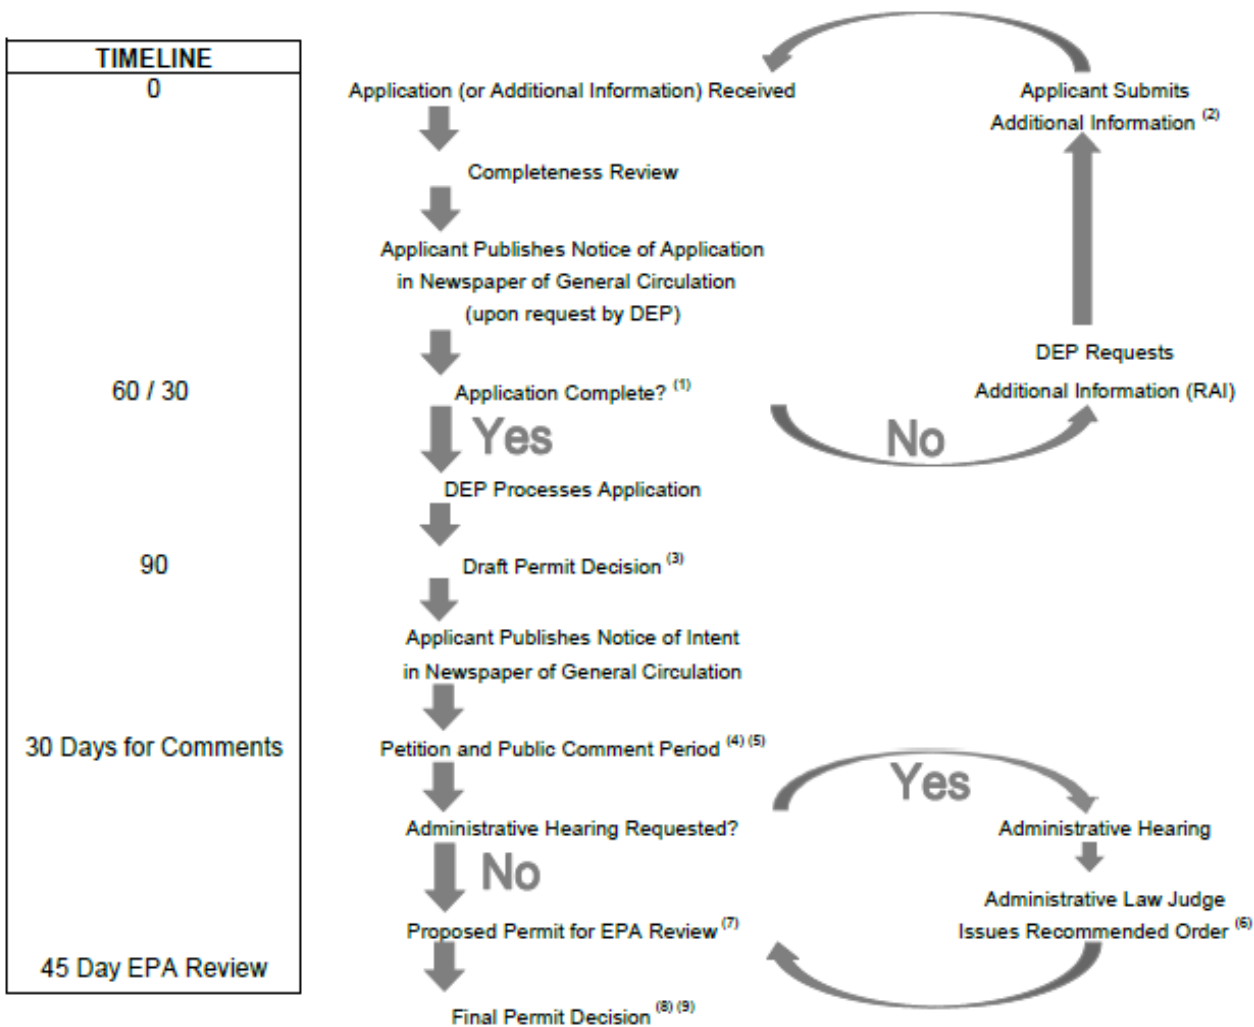 TIMELINE
0
Application (or Additional Information) Received
Applicant Submits
Additional Information (2)
Completeness Review
Applicant Publishes Notice of Application
in Newspaper of General Circulation
(upon request by DEP)
DEP Requests
Additional Information (RAI)
60 / 30
Application Complete? (1)
Yes
No
DEP Processes Application
90
Draft Permit Decision (3)
Applicant Publishes Notice of Intent
in Newspaper of General Circulation
30 Days for Comments
Petition and Public Comment Period (4) (5)
Yes
Administrative Hearing Requested?
Administrative Hearing
No
Administrative Law Judge
Issues Recommended Order (6)
Proposed Permit for EPA Review (7)
45 Day EPA Review
Final Permit Decision (8) (9)